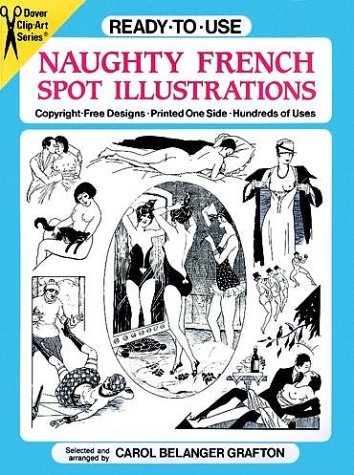 Dover
Clip-Art
Series®
READY-TO-USE
NAUGHTY FRENCH
SPOT ILLUSTRATIONS
Copyright-Free Designs · Printed One Side · Hundreds of Uses
Selected and
arranged by CAROL BELANGER GRAFTON